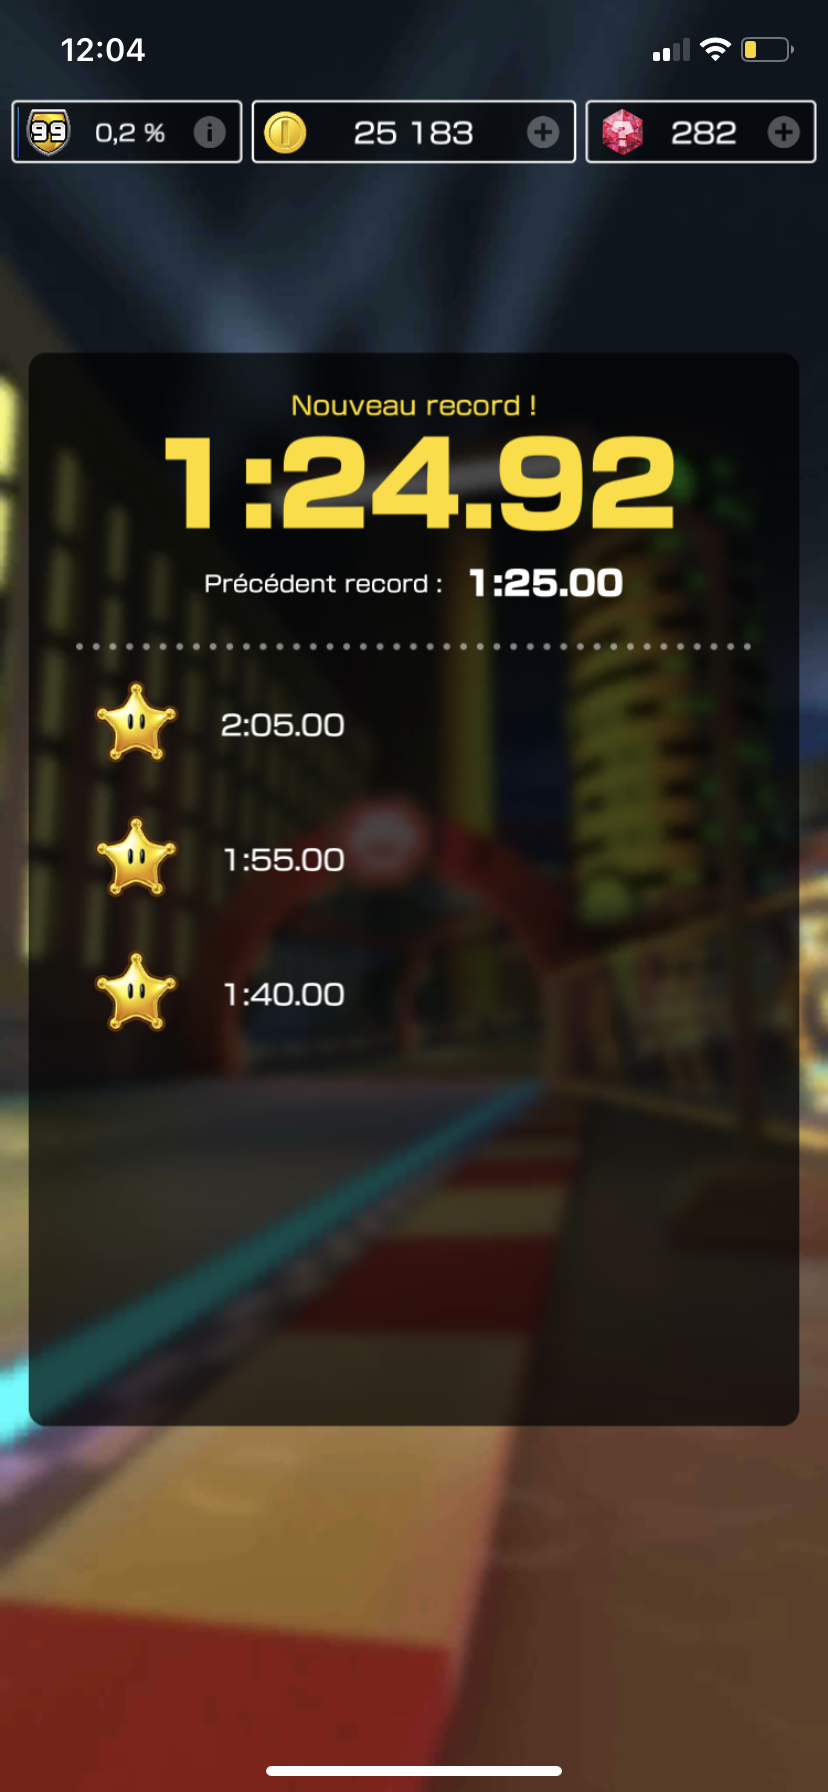 12:04
99 0,2 % i 25 183 + ? 282 +
Nouveau record !
1:24.92
Précédent record : 1:25.00
2:05.00
1:55.00
1:40.00